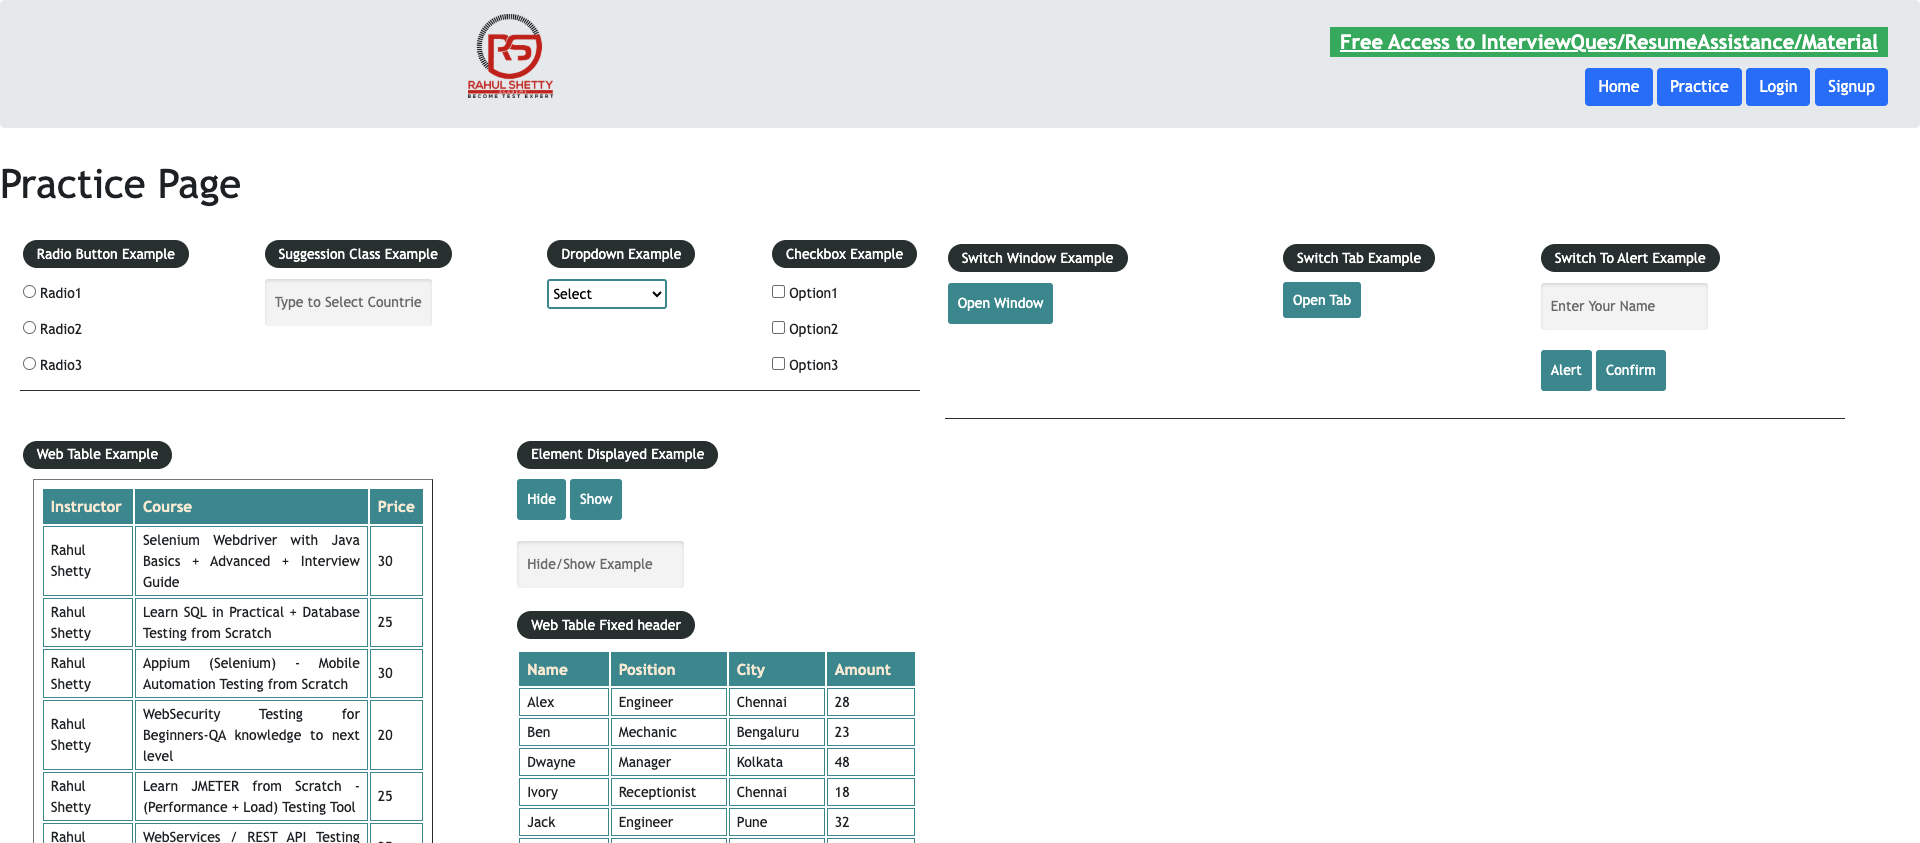 RAHUL SHETTY
ACADEMY
BECOME TEST EXPERT
Free Access to InterviewQues/ResumeAssistance/Material
Home Practice Login Signup
Practice Page
Radio Button Example
Radio1
Radio2
Radio3
Suggession Class Example
Type to Select Countrie
Dropdown Example
Select
Checkbox Example
Option1
Option2
Option3
Switch Window Example
Open Window
Switch Tab Example
Open Tab
Switch To Alert Example
Enter Your Name
Alert Confirm
Web Table Example
Instructor Course Price
Rahul Shetty Selenium Webdriver with Java Basics + Advanced + Interview Guide 30
Rahul Shetty Learn SQL in Practical + Database Testing from Scratch 25
Rahul Shetty Appium (Selenium) - Mobile Automation Testing from Scratch 30
Rahul Shetty WebSecurity Testing for Beginners-QA knowledge to next level 20
Rahul Shetty Learn JMETER from Scratch - (Performance + Load) Testing Tool 25
Rahul WebServices / REST API Testing
Element Displayed Example
Hide Show
Hide/Show Example
Web Table Fixed header
Name Position City Amount
Alex Engineer Chennai 28
Ben Mechanic Bengaluru 23
Dwayne Manager Kolkata 48
Ivory Receptionist Chennai 18
Jack Engineer Pune 32